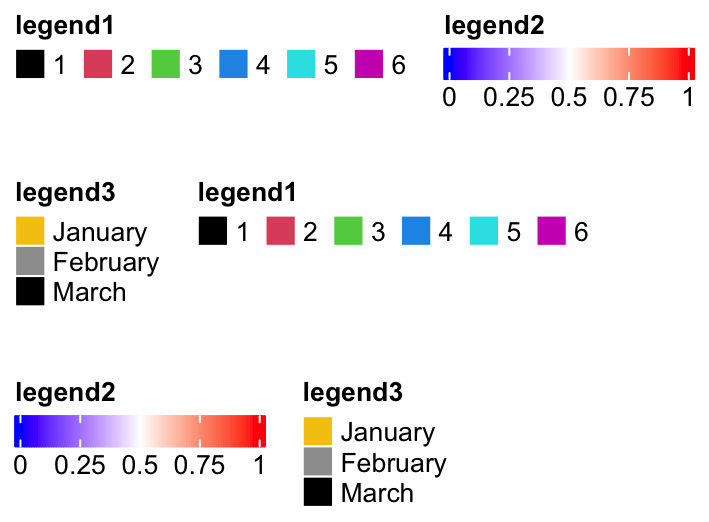 legend1 legend2
1 2 3 4 5 6
0 0.25 0.5 0.75 1
legend3 legend1
January 1 2 3 4 5 6
February
March
legend2 legend3
January
0 0.25 0.5 0.75 1 February
March